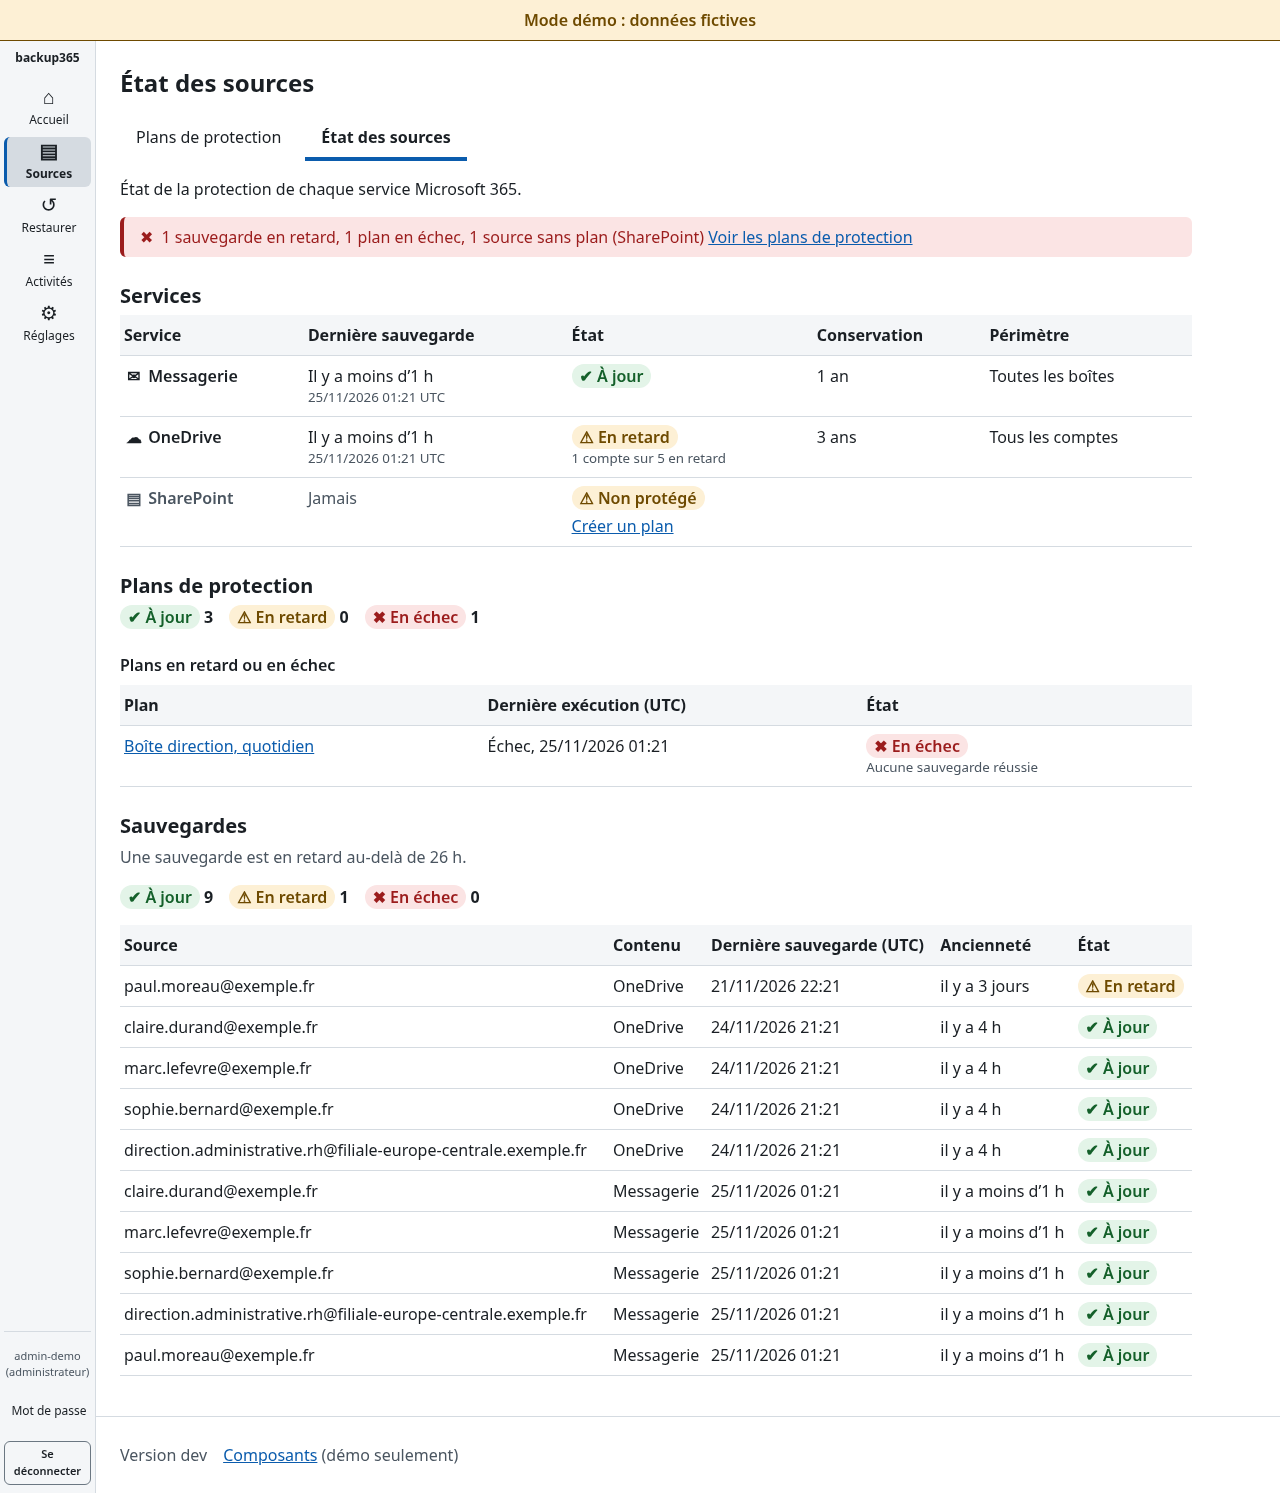 Mode démo : données fictives
backup365
Accueil
Sources
Restaurer
Activités
Réglages
admin-demo
(administrateur)
Mot de passe
Se
déconnecter
État des sources
Plans de protection État des sources
État de la protection de chaque service Microsoft 365.
✖ 1 sauvegarde en retard, 1 plan en échec, 1 source sans plan (SharePoint) Voir les plans de protection
Services
Service Dernière sauvegarde État Conservation Périmètre
✉ Messagerie Il y a moins d’1 h ✔ À jour 1 an Toutes les boîtes
25/11/2026 01:21 UTC
☁ OneDrive Il y a moins d’1 h ⚠ En retard 3 ans Tous les comptes
25/11/2026 01:21 UTC 1 compte sur 5 en retard
▤ SharePoint Jamais ⚠ Non protégé
Créer un plan
Plans de protection
✔ À jour 3 ⚠ En retard 0 ✖ En échec 1
Plans en retard ou en échec
Plan Dernière exécution (UTC) État
Boîte direction, quotidien Échec, 25/11/2026 01:21 ✖ En échec
Aucune sauvegarde réussie
Sauvegardes
Une sauvegarde est en retard au-delà de 26 h.
✔ À jour 9 ⚠ En retard 1 ✖ En échec 0
Source Contenu Dernière sauvegarde (UTC) Ancienneté État
paul.moreau@exemple.fr OneDrive 21/11/2026 22:21 il y a 3 jours ⚠ En retard
claire.durand@exemple.fr OneDrive 24/11/2026 21:21 il y a 4 h ✔ À jour
marc.lefevre@exemple.fr OneDrive 24/11/2026 21:21 il y a 4 h ✔ À jour
sophie.bernard@exemple.fr OneDrive 24/11/2026 21:21 il y a 4 h ✔ À jour
direction.administrative.rh@filiale-europe-centrale.exemple.fr OneDrive 24/11/2026 21:21 il y a 4 h ✔ À jour
claire.durand@exemple.fr Messagerie 25/11/2026 01:21 il y a moins d’1 h ✔ À jour
marc.lefevre@exemple.fr Messagerie 25/11/2026 01:21 il y a moins d’1 h ✔ À jour
sophie.bernard@exemple.fr Messagerie 25/11/2026 01:21 il y a moins d’1 h ✔ À jour
direction.administrative.rh@filiale-europe-centrale.exemple.fr Messagerie 25/11/2026 01:21 il y a moins d’1 h ✔ À jour
paul.moreau@exemple.fr Messagerie 25/11/2026 01:21 il y a moins d’1 h ✔ À jour
Version dev Composants (démo seulement)